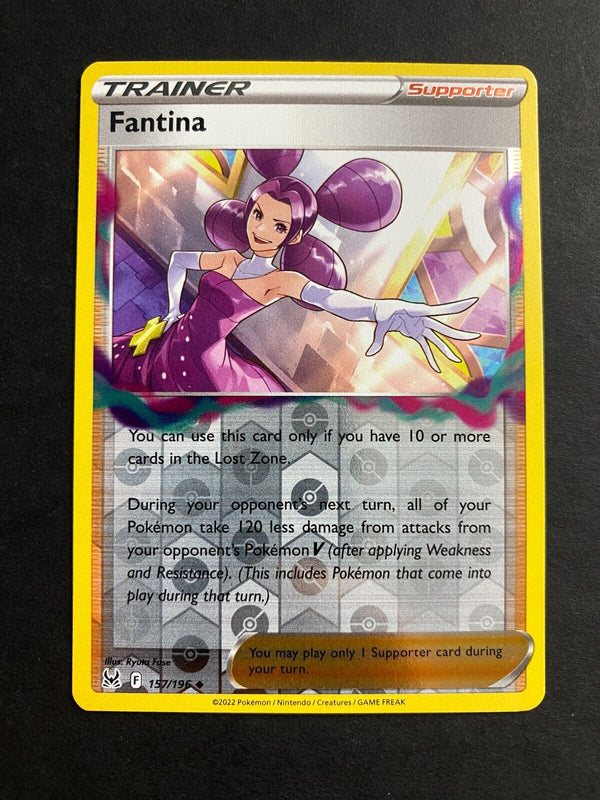 TRAINER Supporter
Fantina
You can use this card only if you have 10 or more
cards in the Lost Zone.
During your opponent's next turn, all of your
Pokémon take 120 less damage from attacks from
your opponent's Pokémon V (after applying Weakness
and Resistance). (This includes Pokémon that come into
play during that turn.)
You may play only 1 Supporter card during
your turn.
Illus. Ryuta Fuse
F 157/196
©2022 Pokémon / Nintendo / Creatures / GAME FREAK